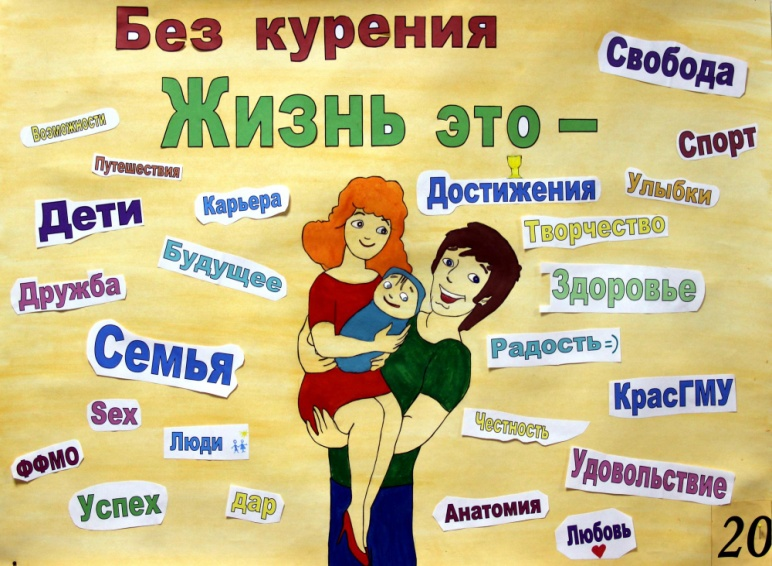 Без курения
Жизнь это –
Свобода
Возможности
Спорт
Путешествия
Достижения
Улыбки
Карьера
Дети
Творчество
Будущее
Дружба
Здоровье
Семья
Радость=)
КрасГМУ
Sex
Честность
Люди
ФФМО
Удовольствие
Успех
дар
Анатомия
Любовь
20